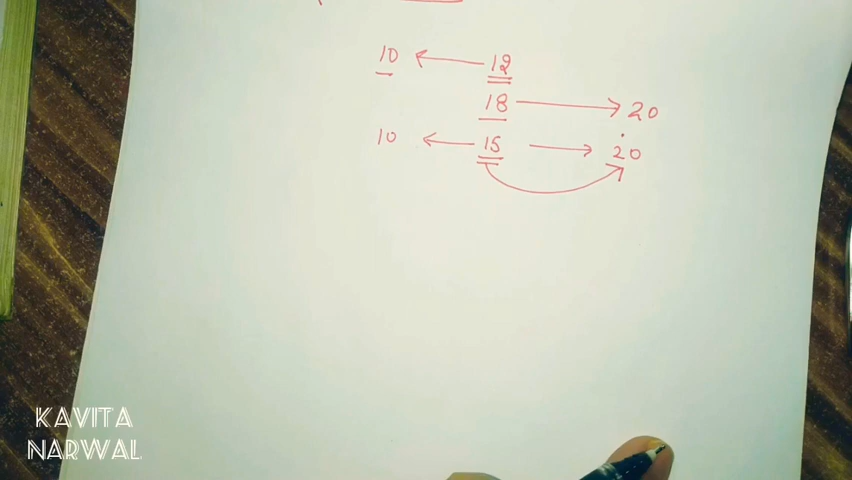 10 ← 12
18 → 20
10 ← 15 → 20
KAVITA
NARWAL